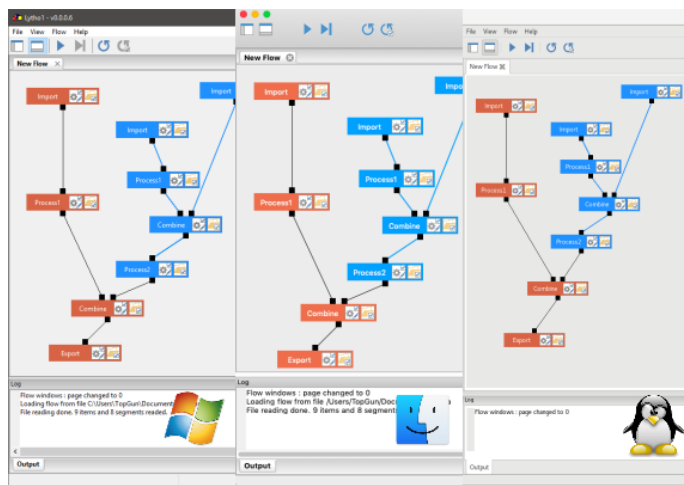 Lytho1 - v0.0.0.6
File View Flow Help
New Flow
Import
Import
Import
Process1
Process1
Combine
Process2
Combine
Export
Log
Flow windows : page changed to 0
Loading flow from file C:\Users\TopGun\Document
File reading done. 9 items and 8 segments readed.
Output
New Flow
Import
Impo
Import
Process1
Process1
Combine
Process2
Combine
Export
Log
Flow windows : page changed to 0
Loading flow from file /Users/TopGun/Docu
File reading done. 9 items and 8 segments
Output
File View Flow Help
New Flow
Import
Import
Import
Process1
Process1
Combine
Process2
Combine
Export
Log
Flow windows : page changed to 0
Output